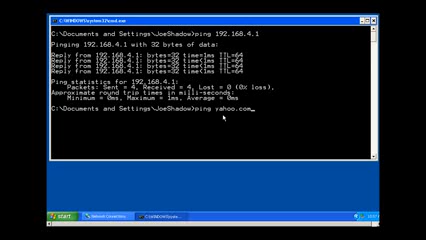 C:\WINDOWS\system32\cmd.exe
C:\Documents and Settings\JoeShadow>ping 192.168.4.1
Pinging 192.168.4.1 with 32 bytes of data:
Reply from 192.168.4.1: bytes=32 time=1ms TTL=64
Reply from 192.168.4.1: bytes=32 time<1ms TTL=64
Reply from 192.168.4.1: bytes=32 time<1ms TTL=64
Reply from 192.168.4.1: bytes=32 time<1ms TTL=64
Ping statistics for 192.168.4.1:
Packets: Sent = 4, Received = 4, Lost = 0 (0% loss),
Approximate round trip times in milli-seconds:
Minimum = 0ms, Maximum = 1ms, Average = 0ms
C:\Documents and Settings\JoeShadow>ping yahoo.com_
start
Network Connections